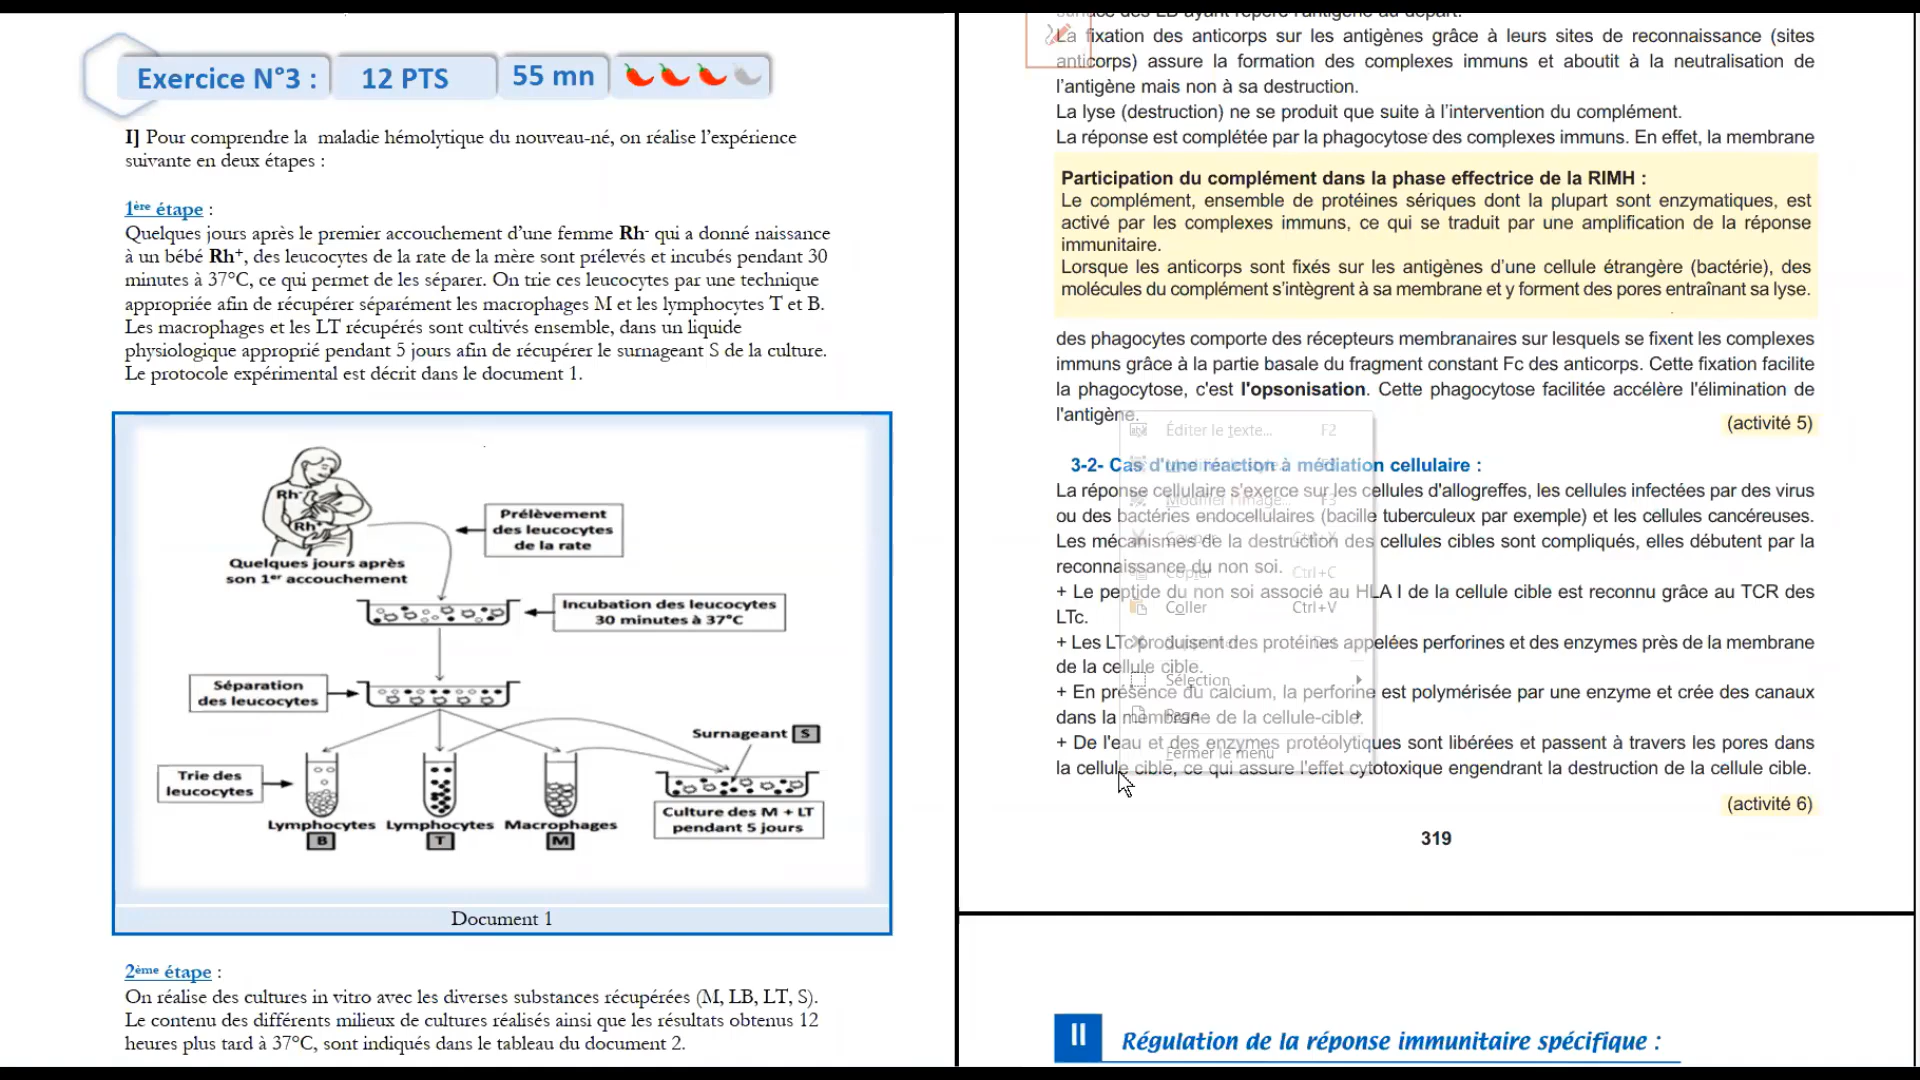 Exercice N°3 :
12 PTS
55 mn
I] Pour comprendre la maladie hémolytique du nouveau-né, on réalise l'expérience
suivante en deux étapes :
1ère étape :
Quelques jours après le premier accouchement d'une femme Rh- qui a donné naissance
à un bébé Rh+, des leucocytes de la rate de la mère sont prélevés et incubés pendant 30
minutes à 37°C, ce qui permet de les séparer. On trie ces leucocytes par une technique
appropriée afin de récupérer séparément les macrophages M et les lymphocytes T et B.
Les macrophages et les LT récupérés sont cultivés ensemble, dans un liquide
physiologique approprié pendant 5 jours afin de récupérer le surnageant S de la culture.
Le protocole expérimental est décrit dans le document 1.
Rh-
Rh+
Quelques jours après
son 1er accouchement
Prélèvement
des leucocytes
de la rate
Incubation des leucocytes
30 minutes à 37°C
Séparation
des leucocytes
Surnageant S
Trie des
leucocytes
Lymphocytes
B
Lymphocytes
T
Macrophages
M
Culture des M + LT
pendant 5 jours
Document 1
2ème étape :
On réalise des cultures in vitro avec les diverses substances récupérées (M, LB, LT, S).
Le contenu des différents milieux de cultures réalisés ainsi que les résultats obtenus 12
heures plus tard à 37°C, sont indiqués dans le tableau du document 2.
surface des LB ayant repéré l'antigène au départ.
La fixation des anticorps sur les antigènes grâce à leurs sites de reconnaissance (sites
anticorps) assure la formation des complexes immuns et aboutit à la neutralisation de
l'antigène mais non à sa destruction.
La lyse (destruction) ne se produit que suite à l'intervention du complément.
La réponse est complétée par la phagocytose des complexes immuns. En effet, la membrane
Participation du complément dans la phase effectrice de la RIMH :
Le complément, ensemble de protéines sériques dont la plupart sont enzymatiques, est
activé par les complexes immuns, ce qui se traduit par une amplification de la réponse
immunitaire.
Lorsque les anticorps sont fixés sur les antigènes d'une cellule étrangère (bactérie), des
molécules du complément s'intègrent à sa membrane et y forment des pores entraînant sa lyse.
des phagocytes comporte des récepteurs membranaires sur lesquels se fixent les complexes
immuns grâce à la partie basale du fragment constant Fc des anticorps. Cette fixation facilite
la phagocytose, c'est l'opsonisation. Cette phagocytose facilitée accélère l'élimination de
l'antigène.
(activité 5)
3-2- Cas d'une réaction à médiation cellulaire :
La réponse cellulaire s'exerce sur les cellules d'allogreffes, les cellules infectées par des virus
ou des bactéries endocellulaires (bacille tuberculeux par exemple) et les cellules cancéreuses.
Les mécanismes de la destruction des cellules cibles sont compliqués, elles débutent par la
reconnaissance du non soi.
+ Le peptide du non soi associé au HLA I de la cellule cible est reconnu grâce au TCR des
LTc.
+ Les LTc produisent des protéines appelées perforines et des enzymes près de la membrane
de la cellule cible.
+ En présence du calcium, la perforine est polymérisée par une enzyme et crée des canaux
dans la membrane de la cellule-cible.
+ De l'eau et des enzymes protéolytiques sont libérées et passent à travers les pores dans
la cellule cible, ce qui assure l'effet cytotoxique engendrant la destruction de la cellule cible.
(activité 6)
319
Éditer le texte... F2
Modifier l'image... F3
Copier Ctrl+C
Coller Ctrl+V
Sélection
Page
Fermer le menu
II
Régulation de la réponse immunitaire spécifique :